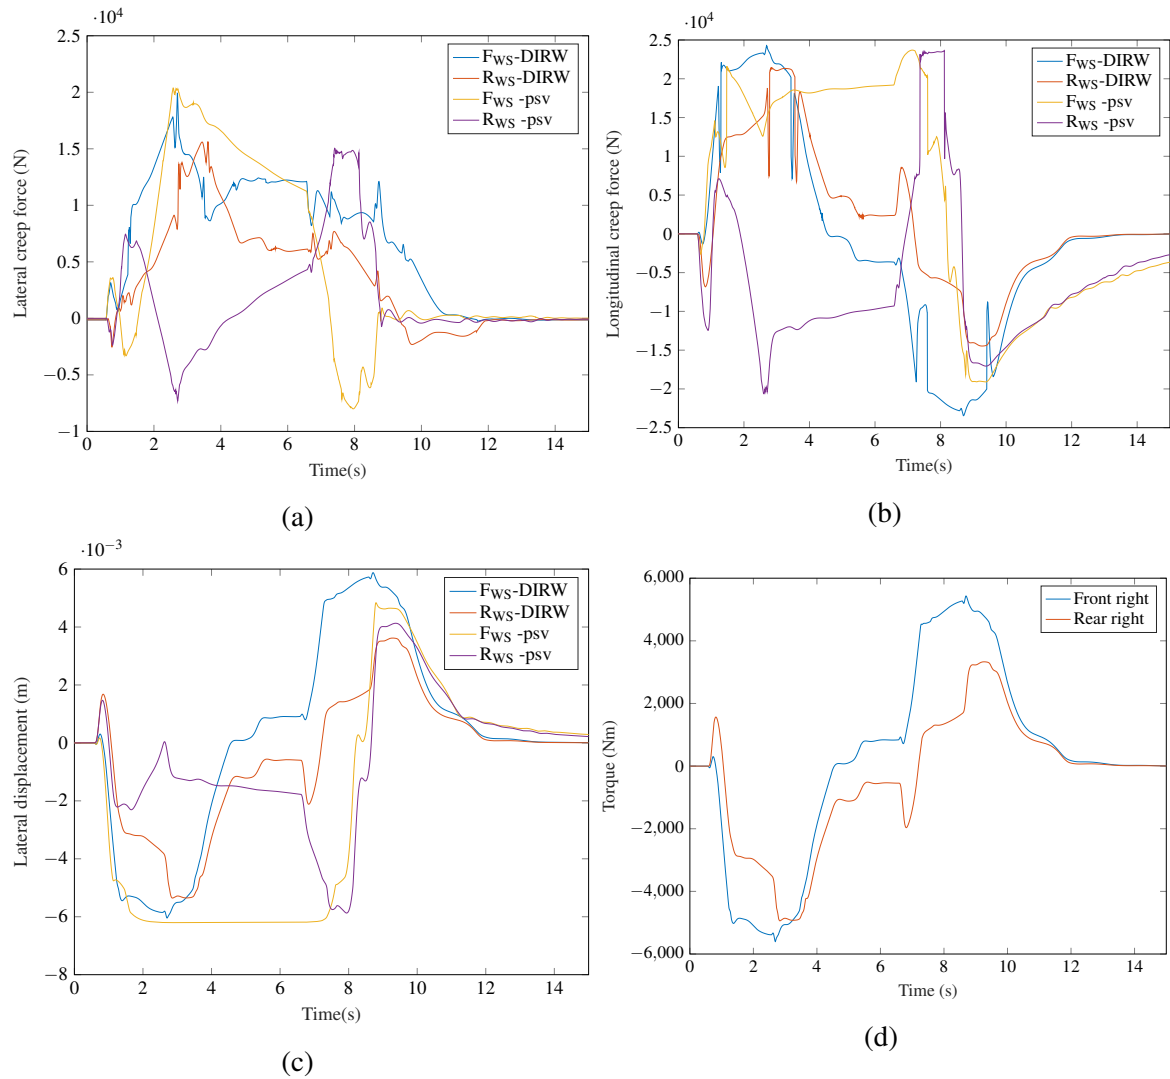 ·10⁴
2.5
2
1.5
1
0.5
0
−0.5
−1
0 2 4 6 8 10 12 14
Lateral creep force (N)
Time(s)
F_WS-DIRW
R_WS-DIRW
F_WS -psv
R_WS -psv
(a)
·10⁴
2.5
2
1.5
1
0.5
0
−0.5
−1
−1.5
−2
−2.5
0 2 4 6 8 10 12 14
Longitudinal creep force (N)
Time(s)
F_WS-DIRW
R_WS-DIRW
F_WS -psv
R_WS -psv
(b)
·10⁻³
6
4
2
0
−2
−4
−6
−8
0 2 4 6 8 10 12 14
Lateral displacement (m)
Time(s)
F_WS-DIRW
R_WS-DIRW
F_WS -psv
R_WS -psv
(c)
6,000
4,000
2,000
0
−2,000
−4,000
−6,000
0 2 4 6 8 10 12 14
Torque (Nm)
Time (s)
Front right
Rear right
(d)